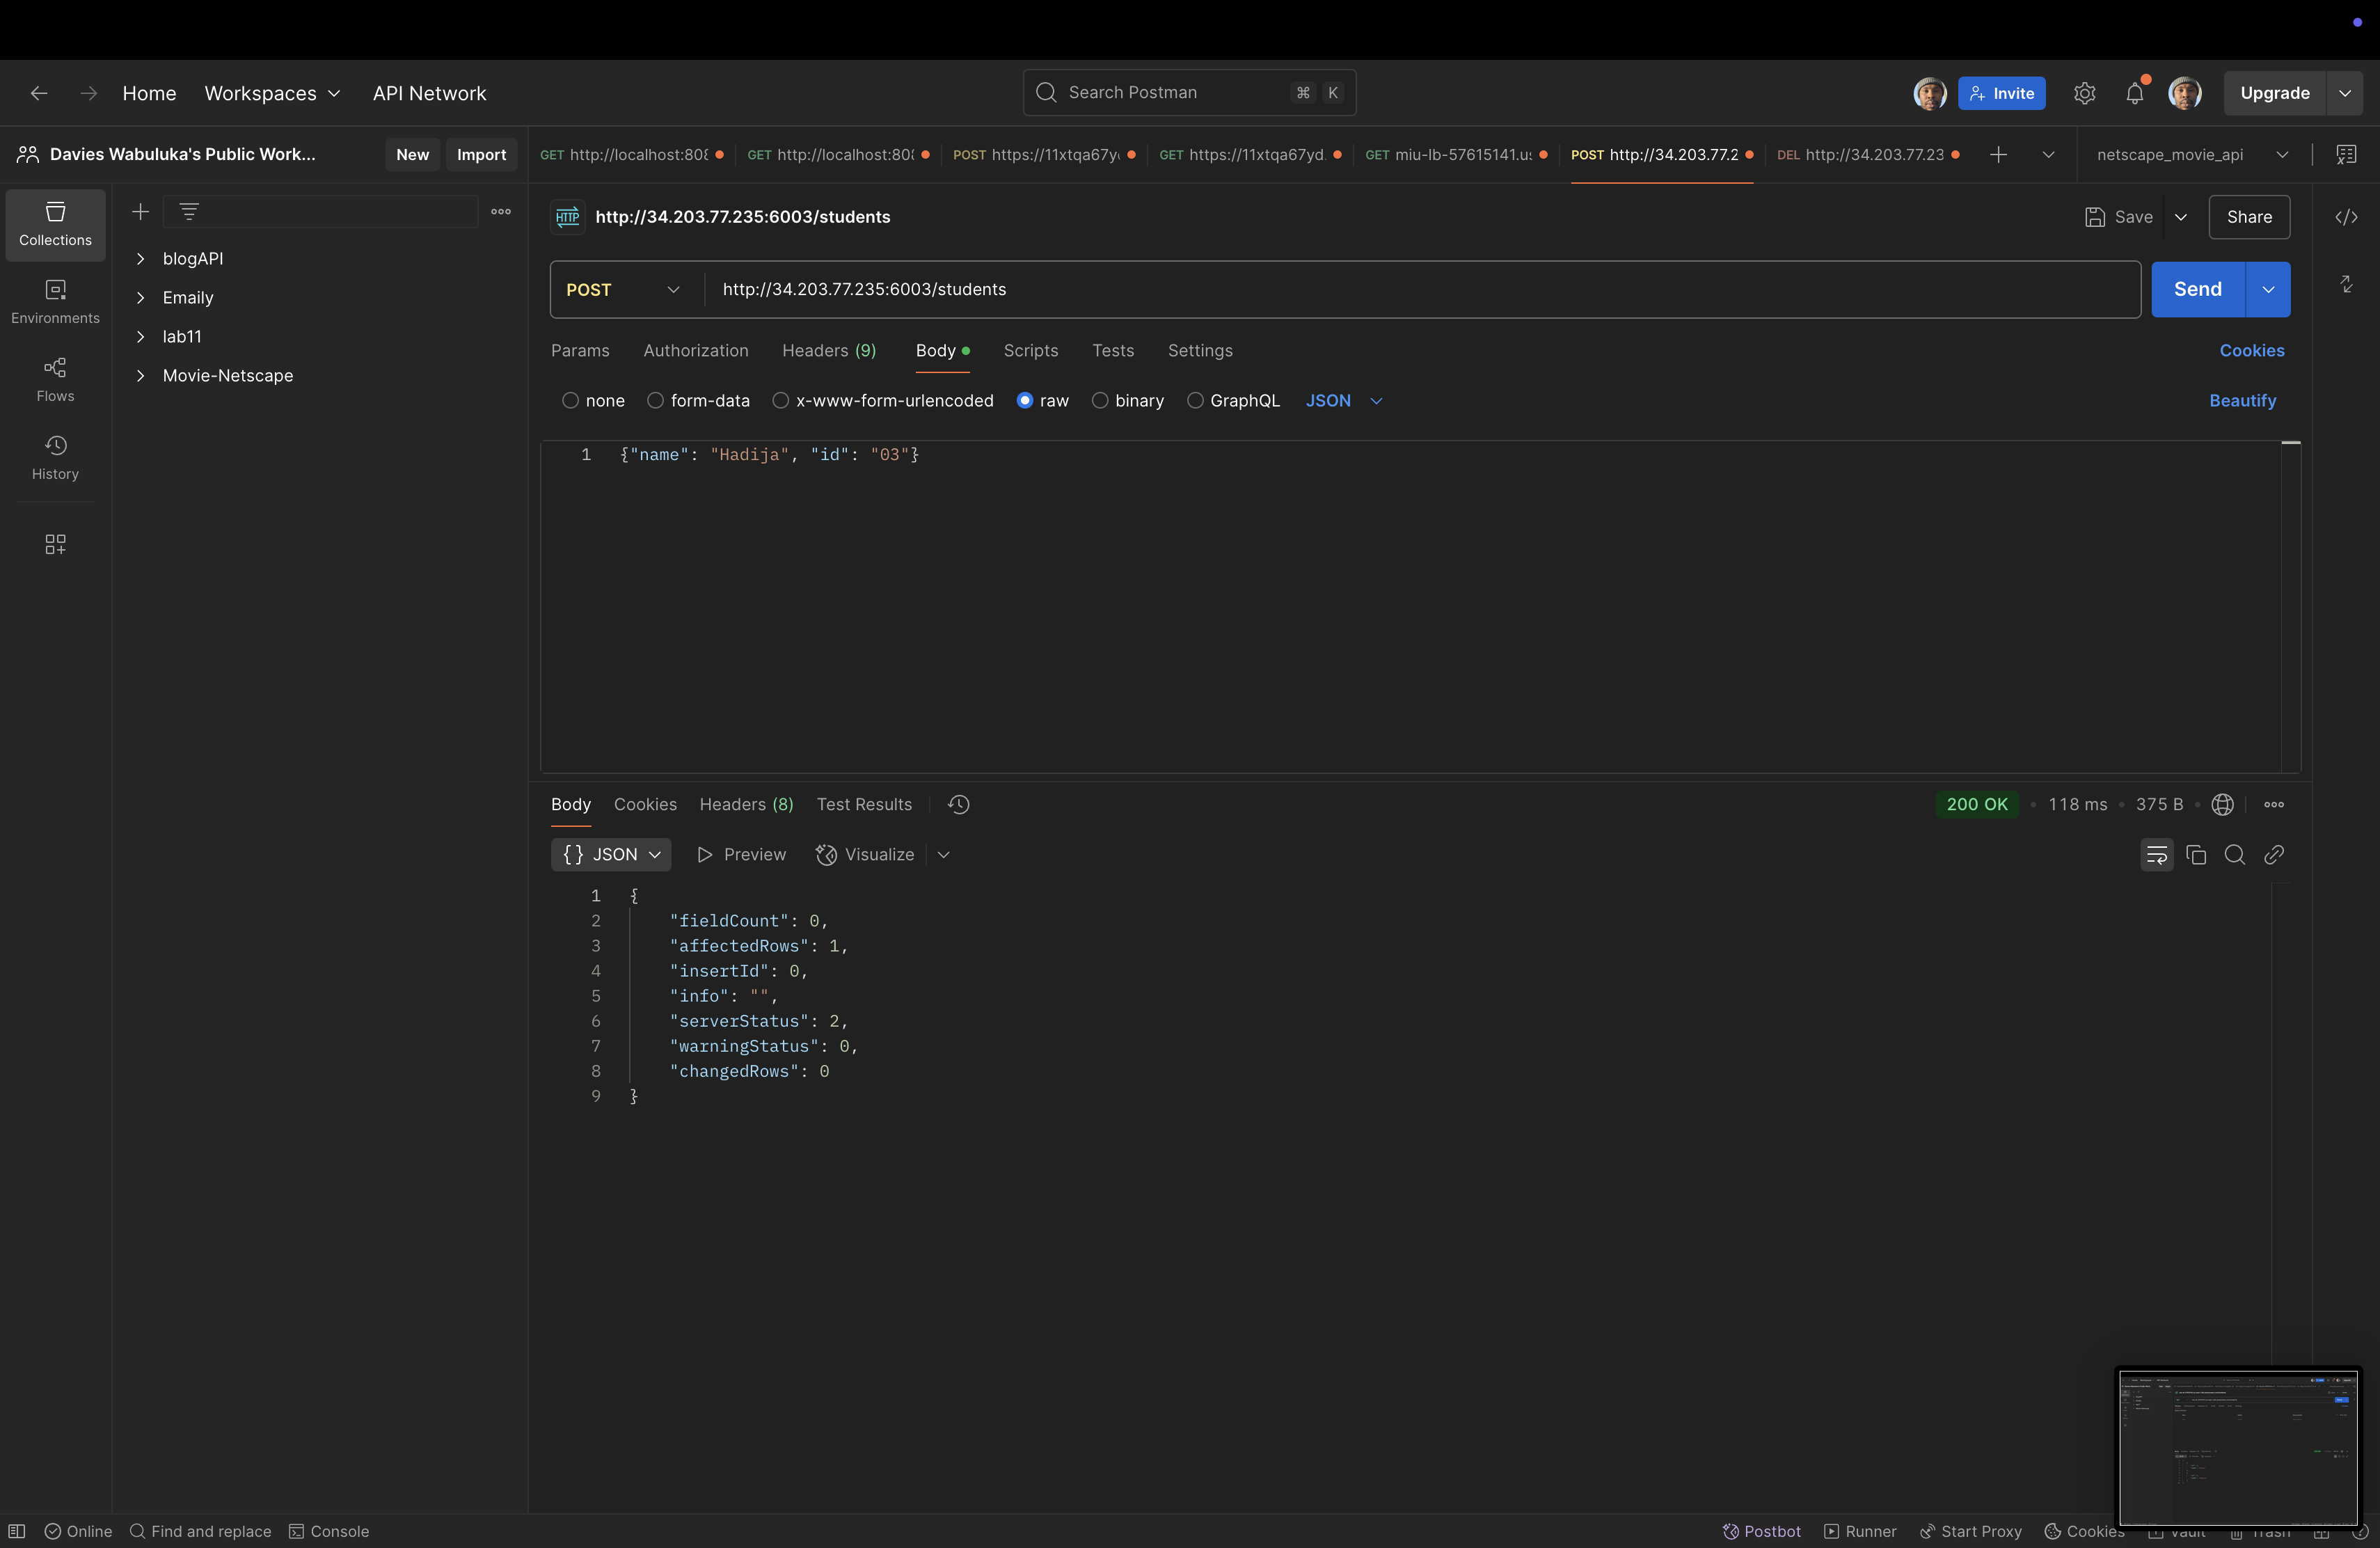 Home Workspaces API Network Search Postman ⌘ K Invite Upgrade
Davies Wabuluka's Public Work... New Import
GET http://localhost:808 GET http://localhost:80 POST https://11xtqa67y GET https://11xtqa67yd. GET miu-lb-57615141.u POST http://34.203.77.2 DEL http://34.203.77.23 netscape_movie_api
Collections
Environments
Flows
History
blogAPI
Emaily
lab11
Movie-Netscape
HTTP http://34.203.77.235:6003/students Save Share
POST http://34.203.77.235:6003/students Send
Params Authorization Headers (9) Body Scripts Tests Settings Cookies
none form-data x-www-form-urlencoded raw binary GraphQL JSON Beautify
1 {"name": "Hadija", "id": "03"}
Body Cookies Headers (8) Test Results 200 OK 118 ms 375 B
{ } JSON Preview Visualize
1 {
2 "fieldCount": 0,
3 "affectedRows": 1,
4 "insertId": 0,
5 "info": "",
6 "serverStatus": 2,
7 "warningStatus": 0,
8 "changedRows": 0
9 }
Online Find and replace Console Postbot Runner Start Proxy Cookies Vault Trash